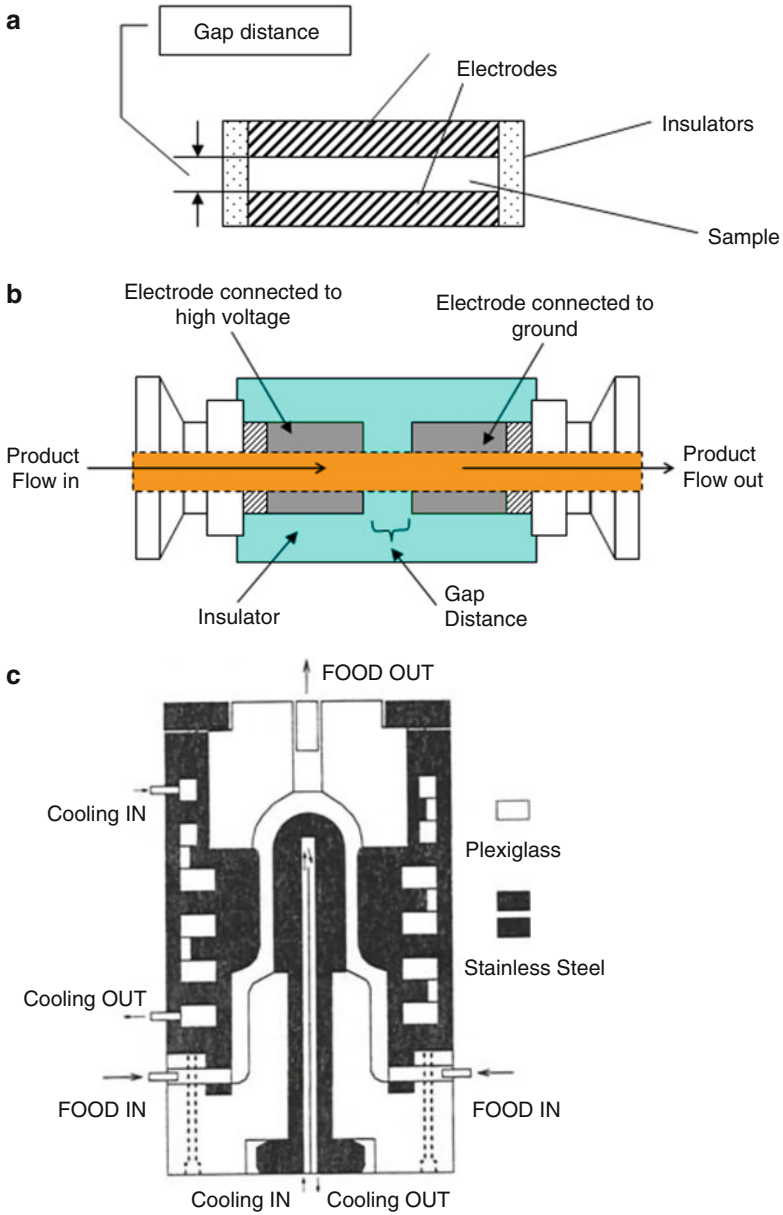 a
Gap distance
Electrodes
Insulators
Sample
b
Electrode connected to
high voltage
Electrode connected to
ground
Product
Flow in
Product
Flow out
Insulator
Gap
Distance
c
FOOD OUT
Cooling IN
Plexiglass
Stainless Steel
Cooling OUT
FOOD IN
FOOD IN
Cooling IN
Cooling OUT